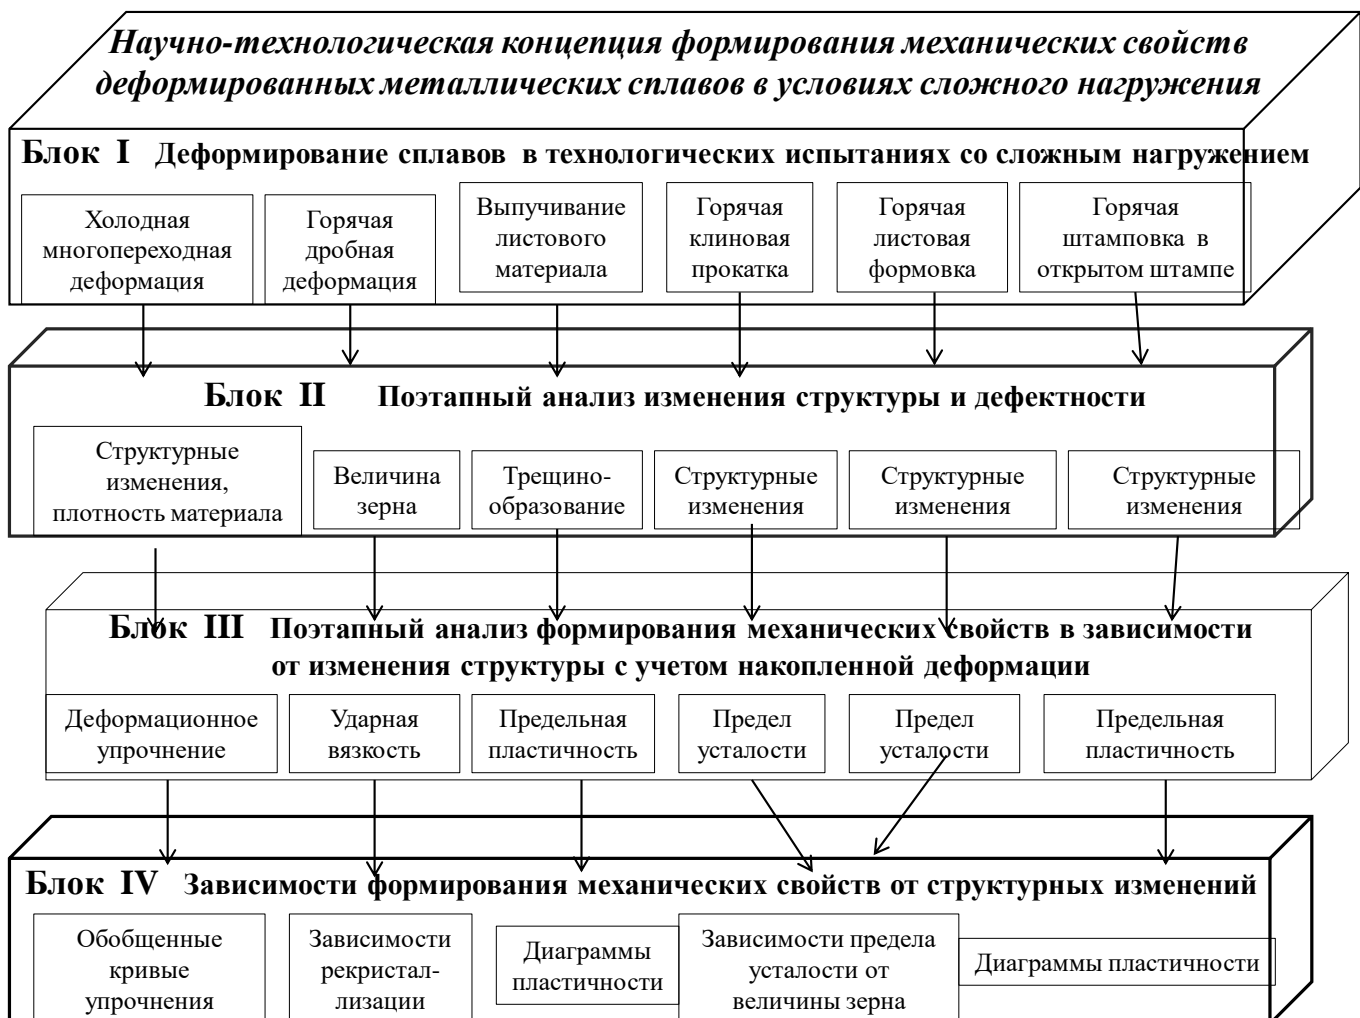 Научно-технологическая концепция формирования механических свойств
деформированных металлических сплавов в условиях сложного нагружения
Блок I Деформирование сплавов в технологических испытаниях со сложным нагружением
Холодная
многопереходная
деформация
Горячая
дробная
деформация
Выпучивание
листового
материала
Горячая
клиновая
прокатка
Горячая
листовая
формовка
Горячая
штамповка в
открытом штампе
Блок II Поэтапный анализ изменения структуры и дефектности
Структурные
изменения,
плотность материала
Величина
зерна
Трещино-
образование
Структурные
изменения
Структурные
изменения
Структурные
изменения
Блок III Поэтапный анализ формирования механических свойств в зависимости
от изменения структуры с учетом накопленной деформации
Деформационное
упрочнение
Ударная
вязкость
Предельная
пластичность
Предел
усталости
Предел
усталости
Предельная
пластичность
Блок IV Зависимости формирования механических свойств от структурных изменений
Обобщенные
кривые
упрочнения
Зависимости
рекристал-
лизации
Диаграммы
пластичности
Зависимости предела
усталости от
величины зерна
Диаграммы пластичности